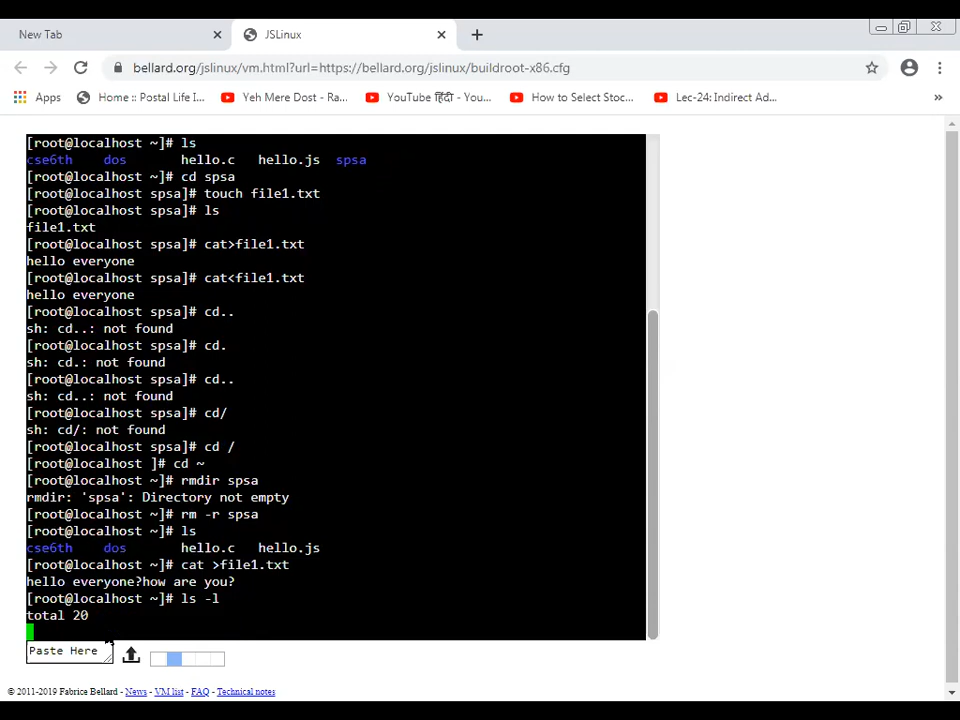 New Tab
JSLinux
bellard.org/jslinux/vm.html?url=https://bellard.org/jslinux/buildroot-x86.cfg
Apps
Home :: Postal Life I...
Yeh Mere Dost - Ra...
YouTube हिंदी - You...
How to Select Stoc...
Lec-24: Indirect Ad...
»
[root@localhost ~]# ls
cse6th dos hello.c hello.js spsa
[root@localhost ~]# cd spsa
[root@localhost spsa]# touch file1.txt
[root@localhost spsa]# ls
file1.txt
[root@localhost spsa]# cat>file1.txt
hello everyone
[root@localhost spsa]# cat<file1.txt
hello everyone
[root@localhost spsa]# cd..
sh: cd..: not found
[root@localhost spsa]# cd.
sh: cd.: not found
[root@localhost spsa]# cd..
sh: cd..: not found
[root@localhost spsa]# cd/
sh: cd/: not found
[root@localhost spsa]# cd /
[root@localhost ]# cd ~
[root@localhost ~]# rmdir spsa
rmdir: 'spsa': Directory not empty
[root@localhost ~]# rm -r spsa
[root@localhost ~]# ls
cse6th dos hello.c hello.js
[root@localhost ~]# cat >file1.txt
hello everyone?how are you?
[root@localhost ~]# ls -l
total 20
Paste Here
© 2011-2019 Fabrice Bellard - News - VM list - FAQ - Technical notes